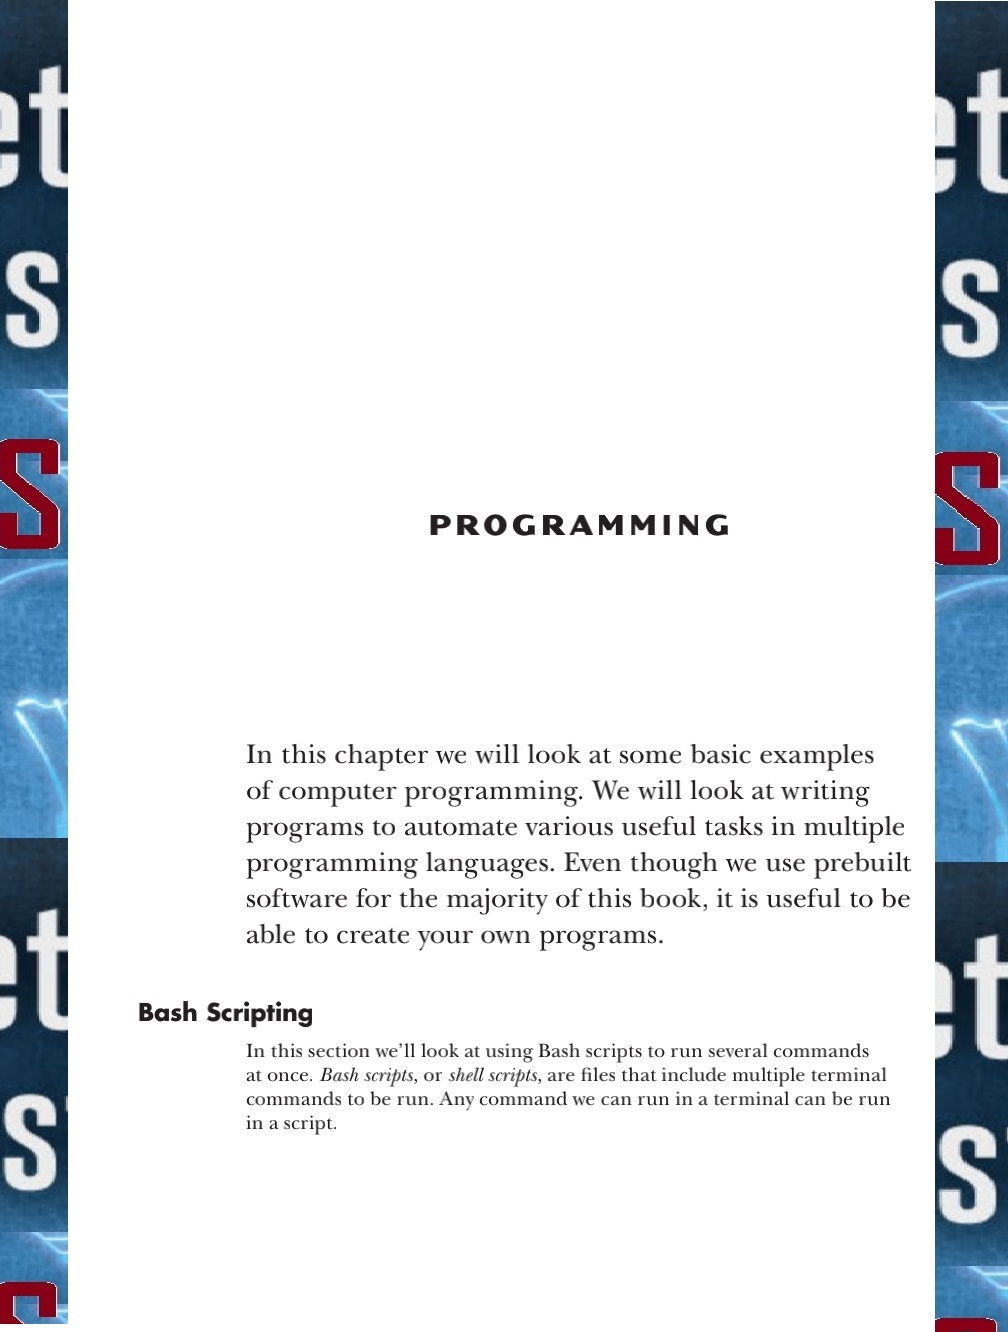 PROGRAMMING
In this chapter we will look at some basic examples
of computer programming. We will look at writing
programs to automate various useful tasks in multiple
programming languages. Even though we use prebuilt
software for the majority of this book, it is useful to be
able to create your own programs.
Bash Scripting
In this section we’ll look at using Bash scripts to run several commands
at once. Bash scripts, or shell scripts, are files that include multiple terminal
commands to be run. Any command we can run in a terminal can be run
in a script.